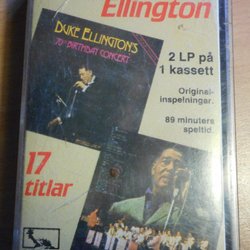 Ellington
DUKE ELLINGTON'S
70TH BIRTHDAY CONCERT
2 LP på
1 kassett
Original-
inspelningar.
89 minuters
speltid.
17
titlar